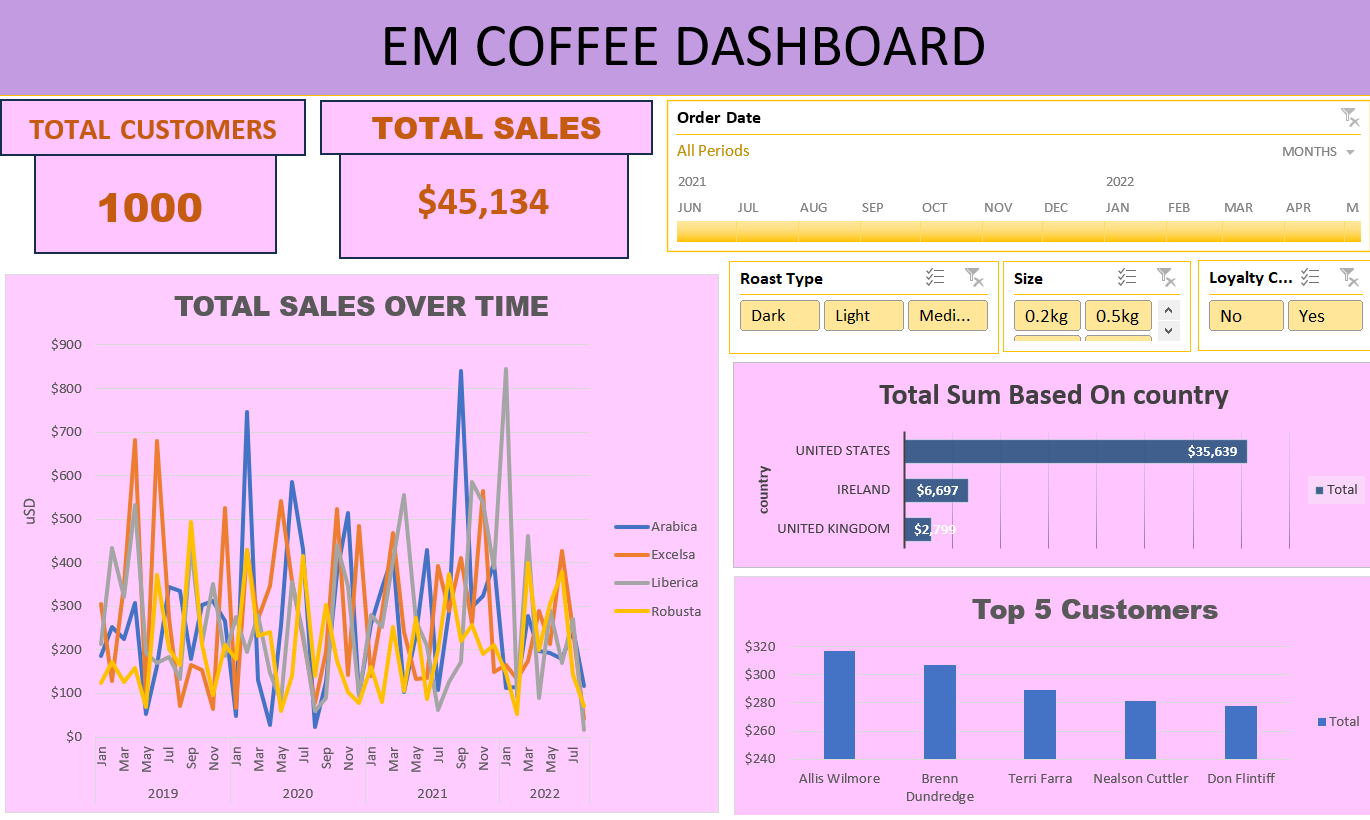 EM COFFEE DASHBOARD
TOTAL CUSTOMERS
1000
TOTAL SALES
$45,134
Order Date
All Periods
MONTHS
2021 2022
JUN JUL AUG SEP OCT NOV DEC JAN FEB MAR APR M
Roast Type
Dark Light Medi...
Size
0.2kg 0.5kg
Loyalty C...
No Yes
TOTAL SALES OVER TIME
uSD
$900
$800
$700
$600
$500
$400
$300
$200
$100
$0
Jan Mar May Jul Sep Nov Jan Mar May Jul Sep Nov Jan Mar May Jul Sep Nov Jan Mar May Jul
2019 2020 2021 2022
Arabica
Excelsa
Liberica
Robusta
Total Sum Based On country
country
UNITED STATES $35,639
IRELAND $6,697
UNITED KINGDOM $2,799
Total
Top 5 Customers
$320
$300
$280
$260
$240
Allis Wilmore Brenn Dundredge Terri Farra Nealson Cuttler Don Flintiff
Total